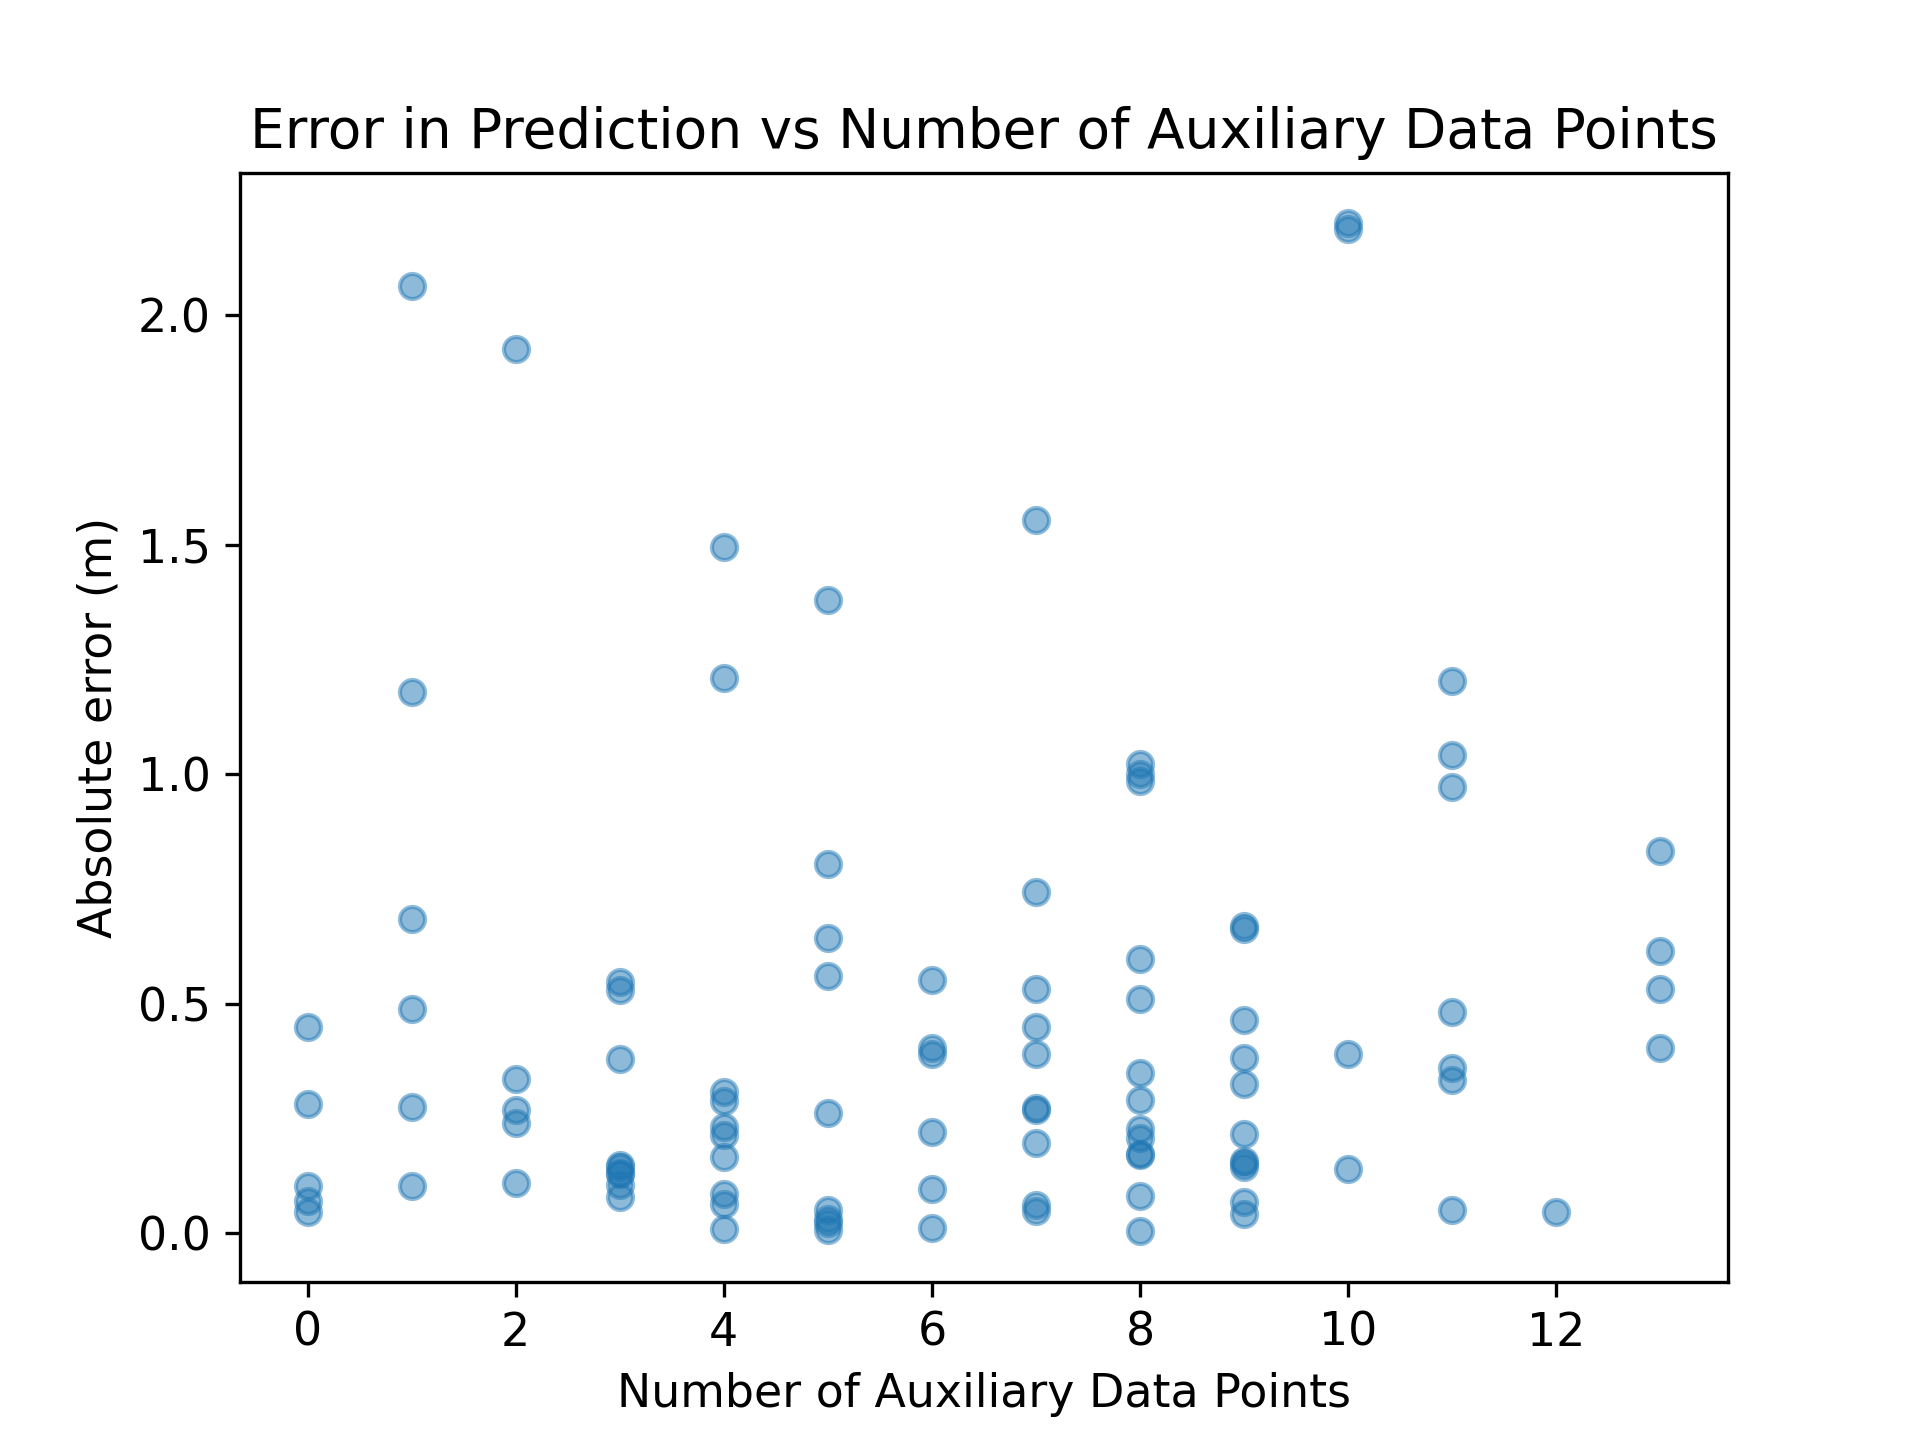 Error in Prediction vs Number of Auxiliary Data Points
Absolute error (m)
2.0
1.5
1.0
0.5
0.0
0 2 4 6 8 10 12
Number of Auxiliary Data Points